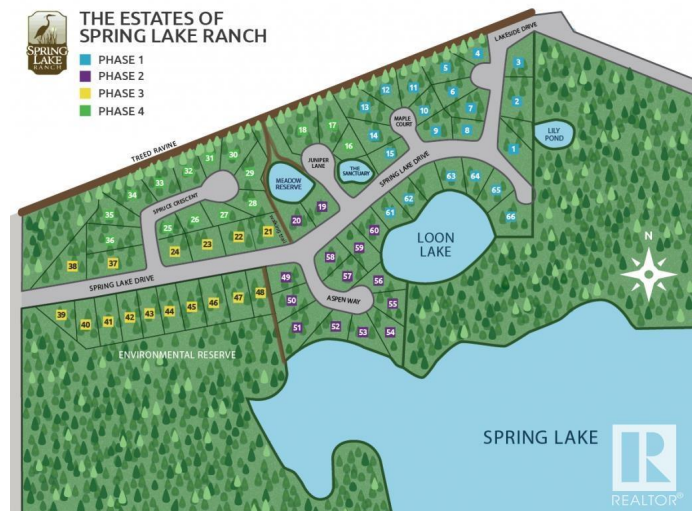 THE ESTATES OF
SPRING LAKE RANCH
SPRING
LAKE
RANCH
PHASE 1
PHASE 2
PHASE 3
PHASE 4
LAKESIDE DRIVE
4
3
5
12
11
6
2
13
10
7
18
17
MAPLE
COURT
9
8
14
LILY
POND
TREED RAVINE
16
15
1
31
30
JUNIPER
LANE
THE
SANCTUARY
32
29
33
MEADOW
RESERVE
SPRING LAKE DRIVE
63
64
34
SPRUCE CRESCENT
28
62
65
35
27
19
61
66
26
20
25
60
N
36
21
LOON
LAKE
22
23
59
24
58
38
37
57
56
SPRING LAKE DRIVE
49
48
47
50
ASPEN WAY
55
46
45
44
43
42
41
40
39
51
52
53
54
ENVIRONMENTAL RESERVE
SPRING LAKE
R
REALTOR®